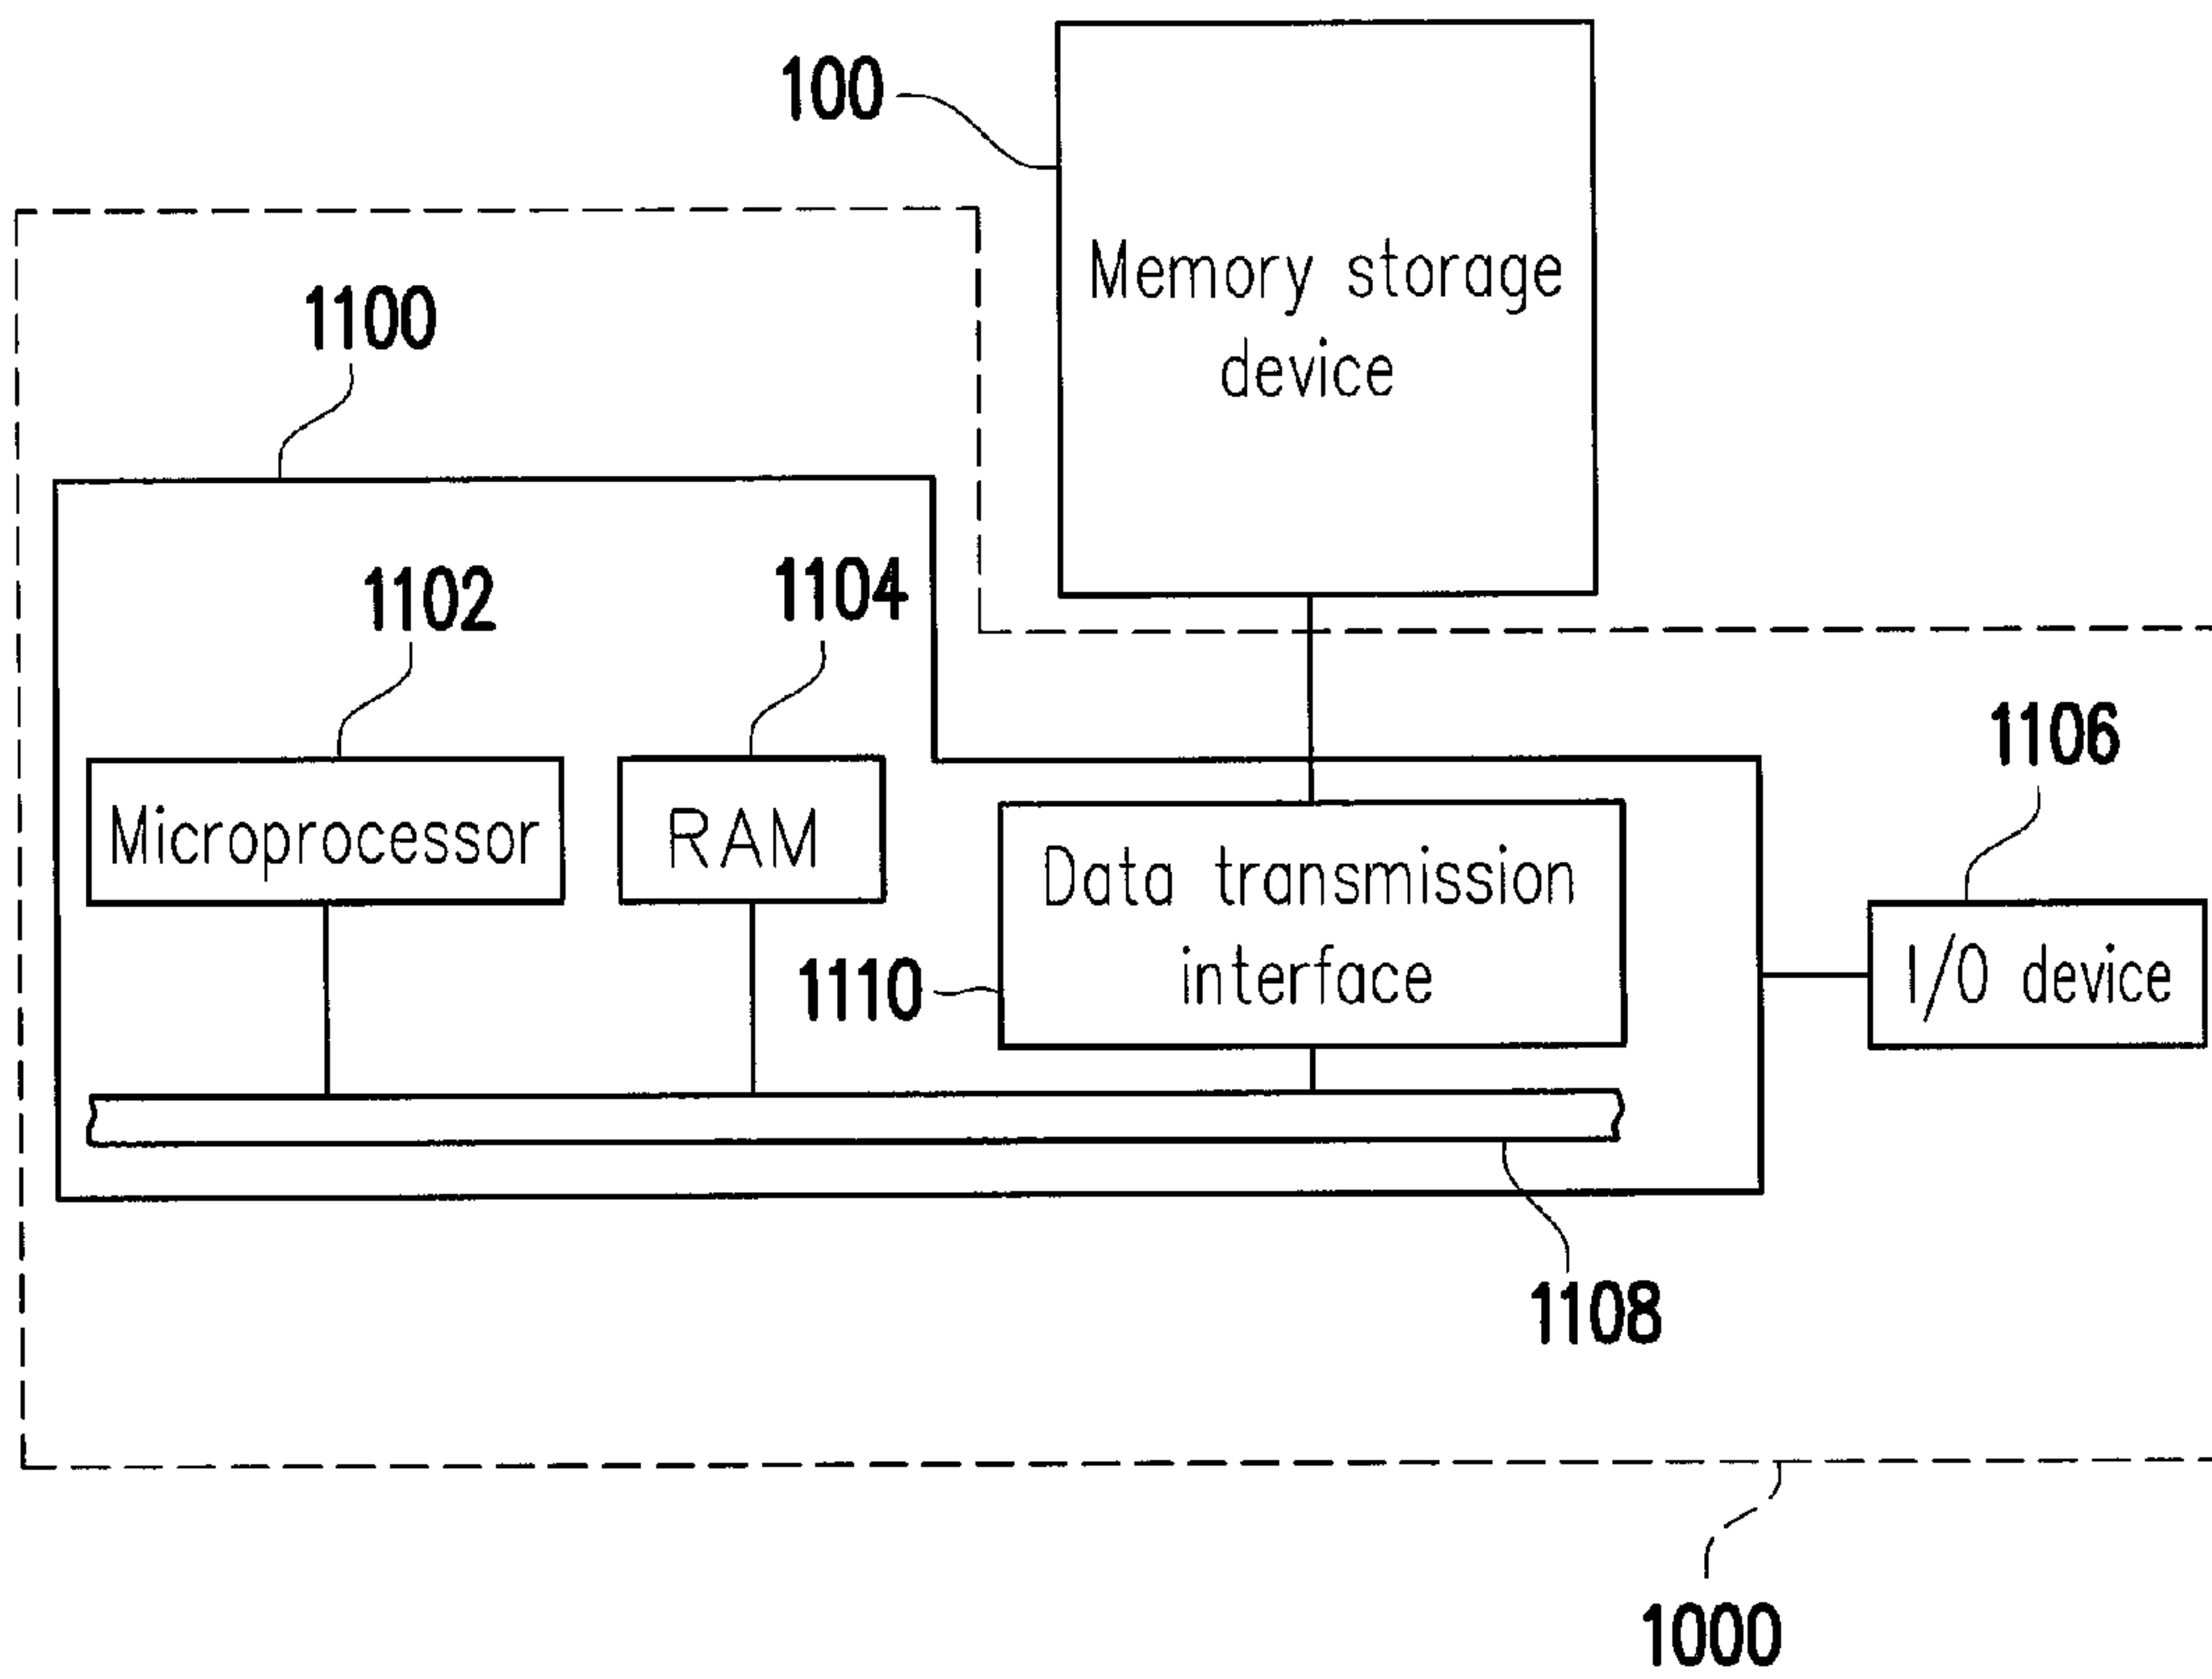 100
Memory storage
device
1100
1102
1104
1106
Microprocessor
RAM
Data transmission
interface
1110
I/O device
1108
1000